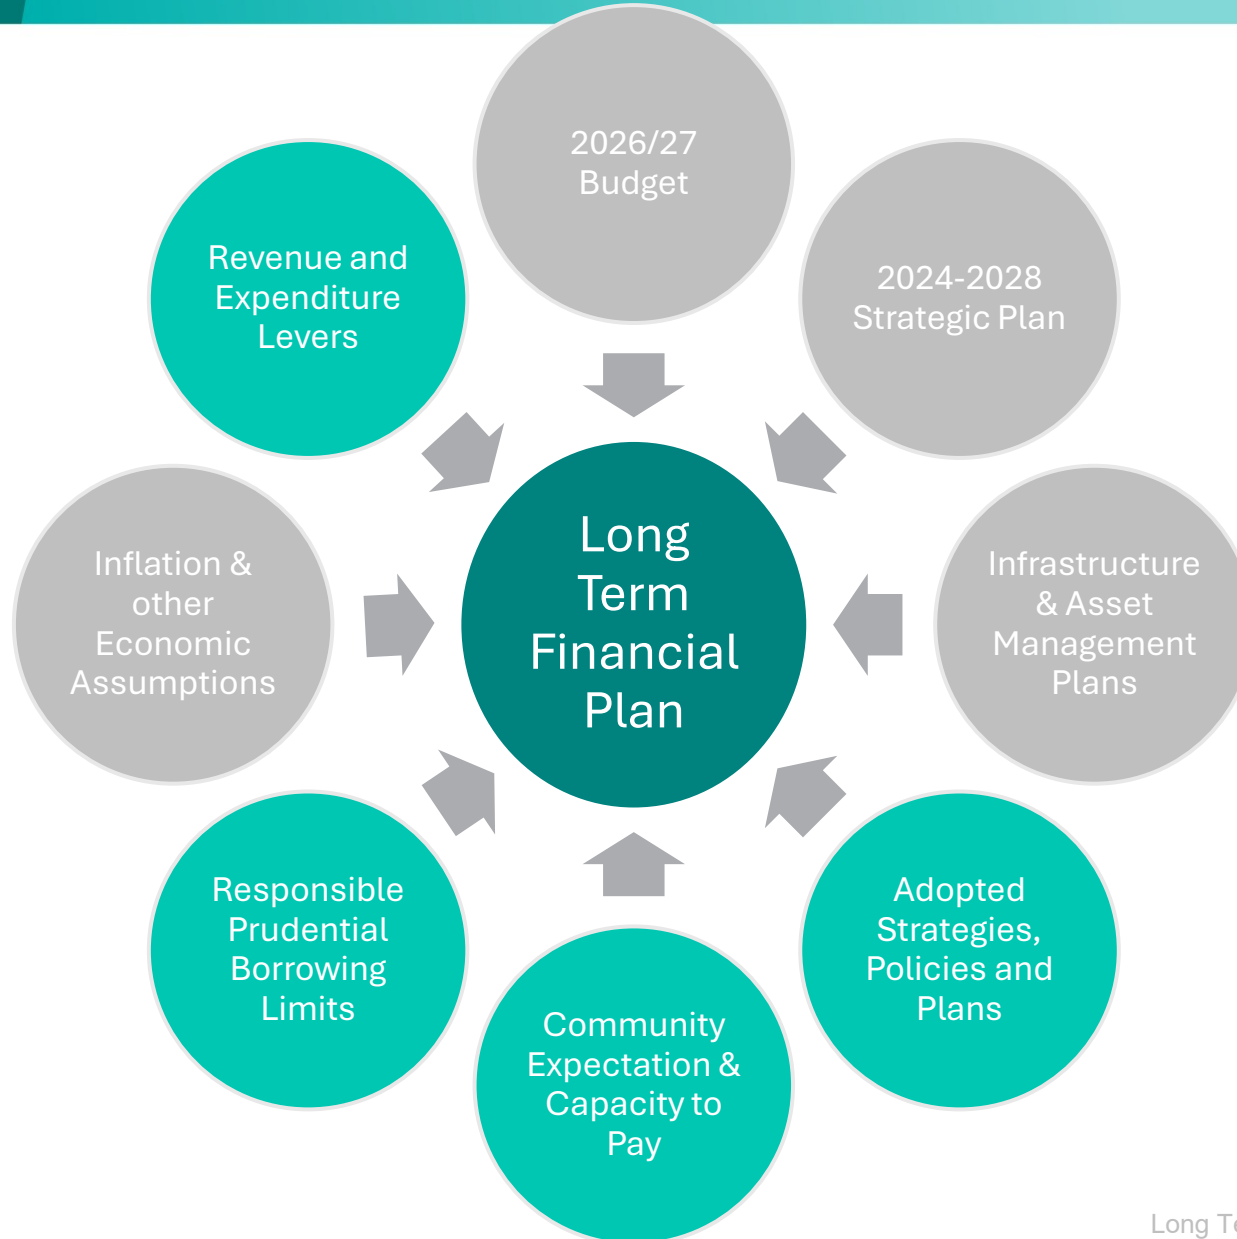 2026/27
Budget
2024-2028
Strategic Plan
Infrastructure
& Asset
Management
Plans
Adopted
Strategies,
Policies and
Plans
Community
Expectation &
Capacity to
Pay
Responsible
Prudential
Borrowing
Limits
Inflation &
other
Economic
Assumptions
Revenue and
Expenditure
Levers
Long
Term
Financial
Plan
Long